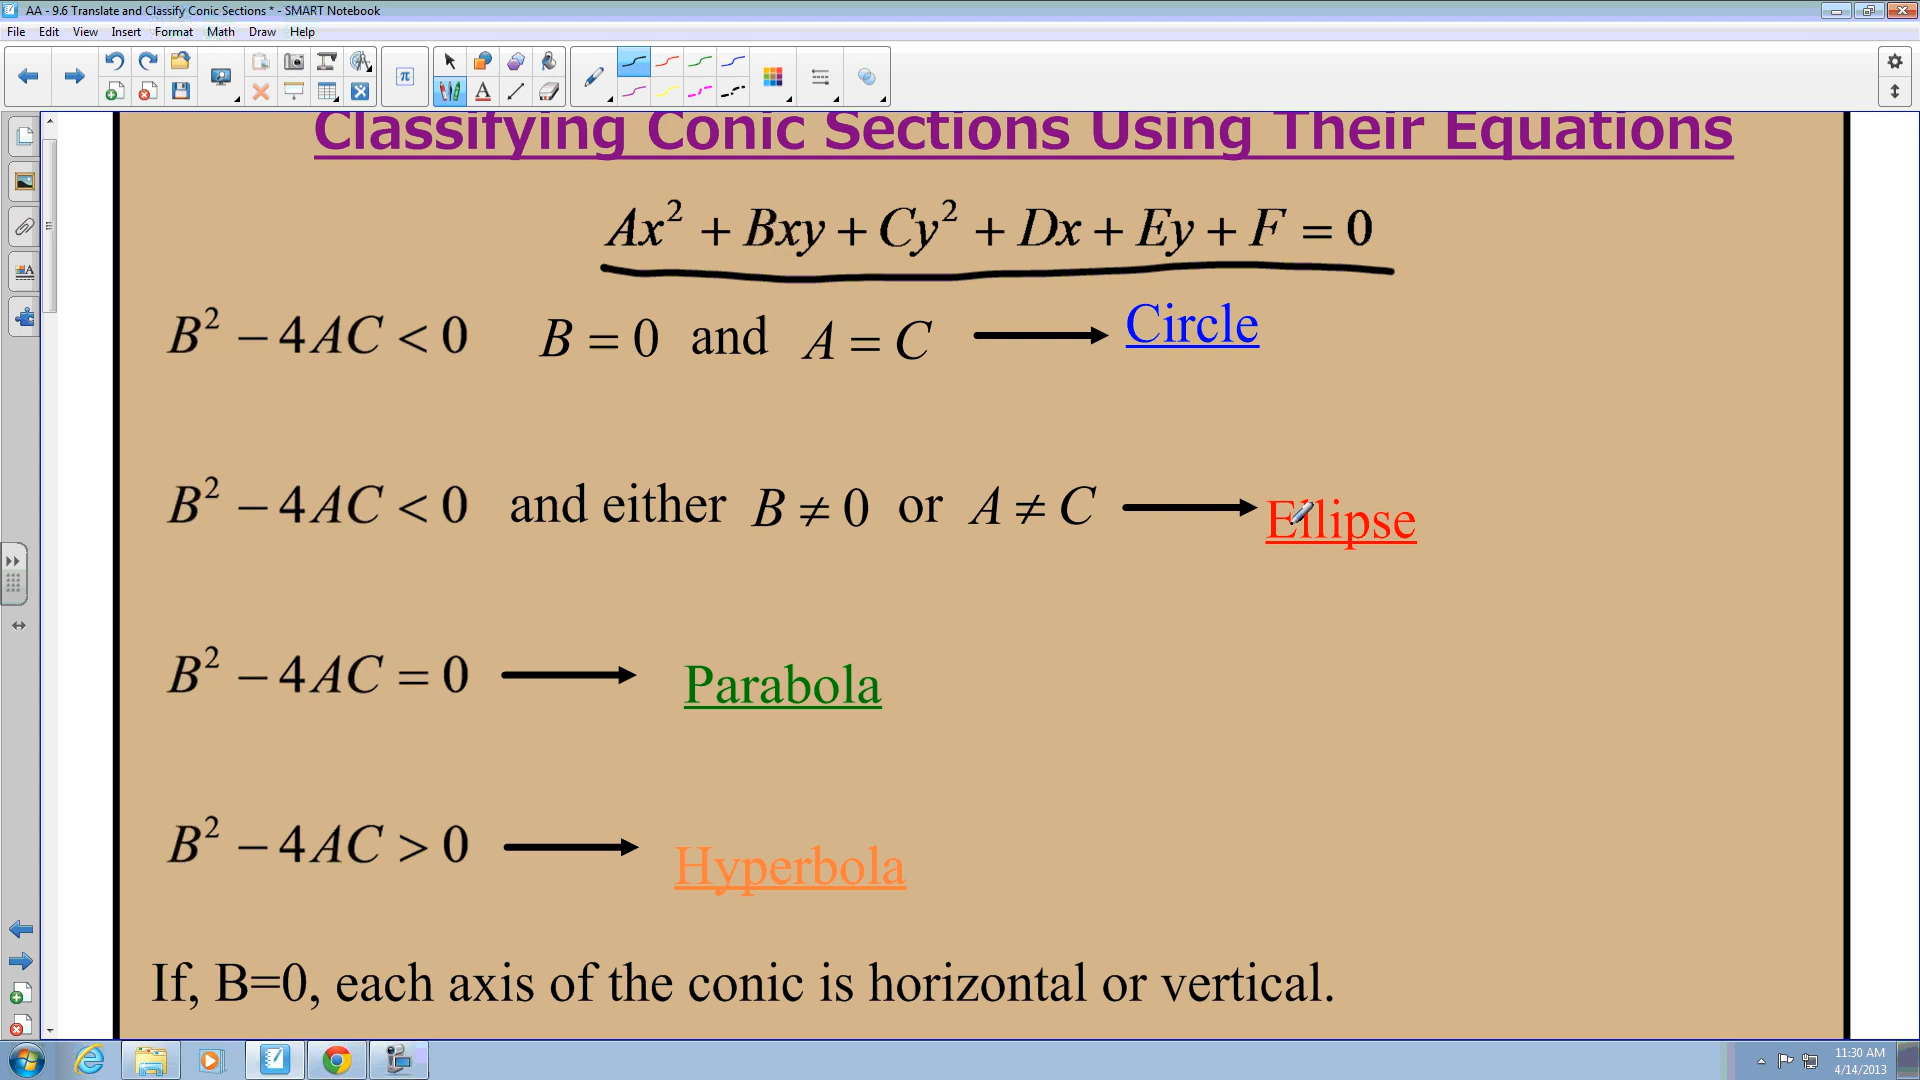 AA - 9.6 Translate and Classify Conic Sections * - SMART Notebook
File Edit View Insert Format Math Draw Help
Classifying Conic Sections Using Their Equations
Ax² + Bxy + Cy² + Dx + Ey + F = 0
B² − 4AC < 0 B = 0 and A = C Circle
B² − 4AC < 0 and either B ≠ 0 or A ≠ C Ellipse
B² − 4AC = 0 Parabola
B² − 4AC > 0 Hyperbola
If, B=0, each axis of the conic is horizontal or vertical.
11:30 AM
4/14/2013